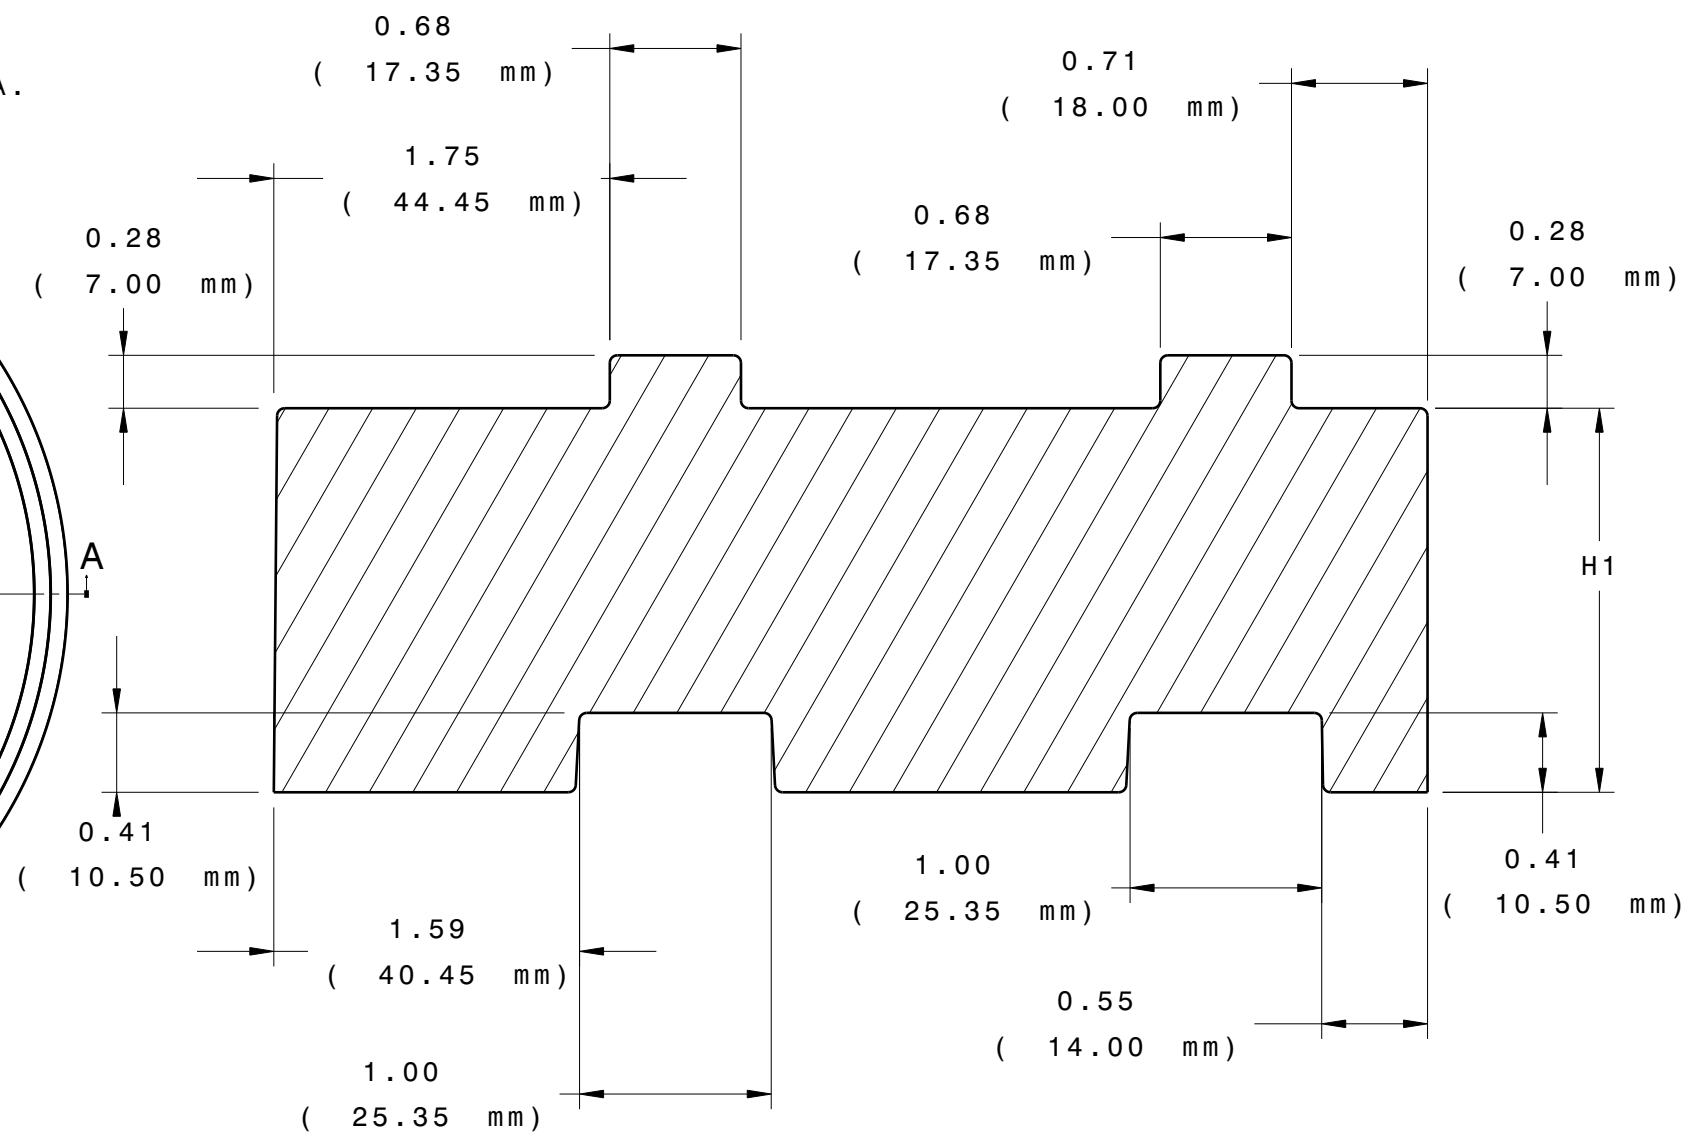 0.68
( 17.35 mm)
0.71
( 18.00 mm)
A.
1.75
( 44.45 mm)
0.68
( 17.35 mm)
0.28
( 7.00 mm)
0.28
( 7.00 mm)
A
H1
0.41
( 10.50 mm)
1.00
( 25.35 mm)
0.41
( 10.50 mm)
1.59
( 40.45 mm)
0.55
( 14.00 mm)
1.00
( 25.35 mm)